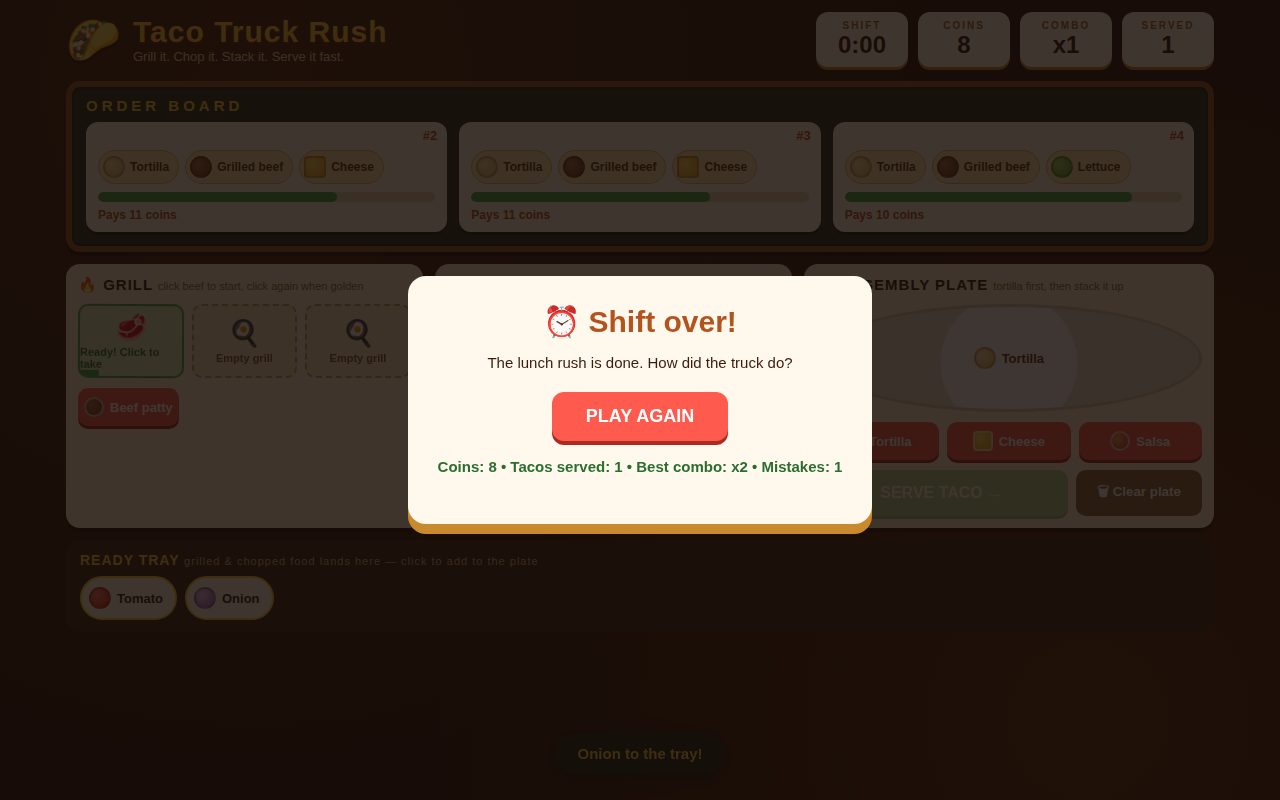 Taco Truck Rush
Grill it. Chop it. Stack it. Serve it fast.
SHIFT
0:00
COINS
8
COMBO
x1
SERVED
1
ORDER BOARD
#2
Tortilla
Grilled beef
Cheese
Pays 11 coins
#3
Tortilla
Grilled beef
Cheese
Pays 11 coins
#4
Tortilla
Grilled beef
Lettuce
Pays 10 coins
GRILL click beef to start, click again when golden
Ready! Click to
take
Empty grill
Empty grill
Beef patty
Shift over!
The lunch rush is done. How did the truck do?
PLAY AGAIN
Coins: 8 • Tacos served: 1 • Best combo: x2 • Mistakes: 1
PLATE tortilla first, then stack it up
Tortilla
Tortilla
Cheese
Salsa
SERVE TACO
Clear plate
READY TRAY grilled & chopped food lands here — click to add to the plate
Tomato
Onion
Onion to the tray!